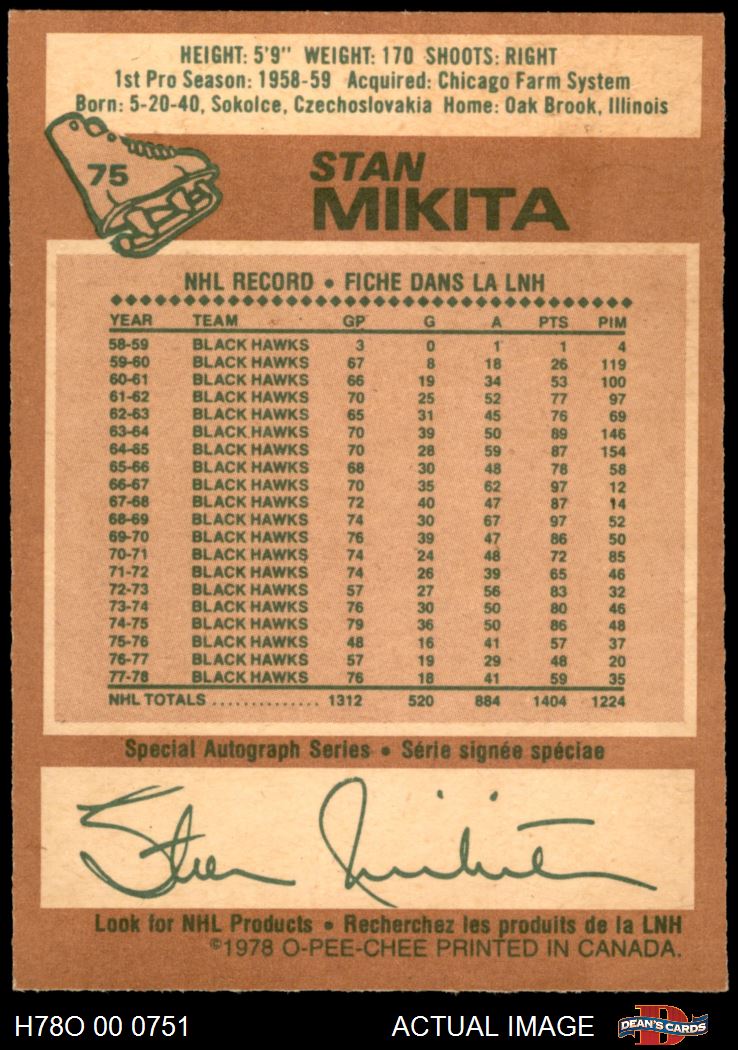 HEIGHT: 5'9" WEIGHT: 170 SHOOTS: RIGHT
1st Pro Season: 1958-59 Acquired: Chicago Farm System
Born: 5-20-40, Sokolce, Czechoslovakia Home: Oak Brook, Illinois
75
STAN
MIKITA
NHL RECORD • FICHE DANS LA LNH
YEAR TEAM GP G A PTS PIM
58-59 BLACK HAWKS 3 0 1 1 4
59-60 BLACK HAWKS 67 8 18 26 119
60-61 BLACK HAWKS 66 19 34 53 100
61-62 BLACK HAWKS 70 25 52 77 97
62-63 BLACK HAWKS 65 31 45 76 69
63-64 BLACK HAWKS 70 39 50 89 146
64-65 BLACK HAWKS 70 28 59 87 154
65-66 BLACK HAWKS 68 30 48 78 58
66-67 BLACK HAWKS 70 35 62 97 12
67-68 BLACK HAWKS 72 40 47 87 14
68-69 BLACK HAWKS 74 30 67 97 52
69-70 BLACK HAWKS 76 39 47 86 50
70-71 BLACK HAWKS 74 24 48 72 85
71-72 BLACK HAWKS 74 26 39 65 46
72-73 BLACK HAWKS 57 27 56 83 32
73-74 BLACK HAWKS 76 30 50 80 46
74-75 BLACK HAWKS 79 36 50 86 48
75-76 BLACK HAWKS 48 16 41 57 37
76-77 BLACK HAWKS 57 19 29 48 20
77-78 BLACK HAWKS 76 18 41 59 35
NHL TOTALS .............. 1312 520 884 1404 1224
Special Autograph Series • Série signée spéciae
Stan Mikita
Look for NHL Products • Recherchez les produits de la LNH
©1978 O-PEE-CHEE PRINTED IN CANADA.
H78O 00 0751 ACTUAL IMAGE D DEAN'S CARDS